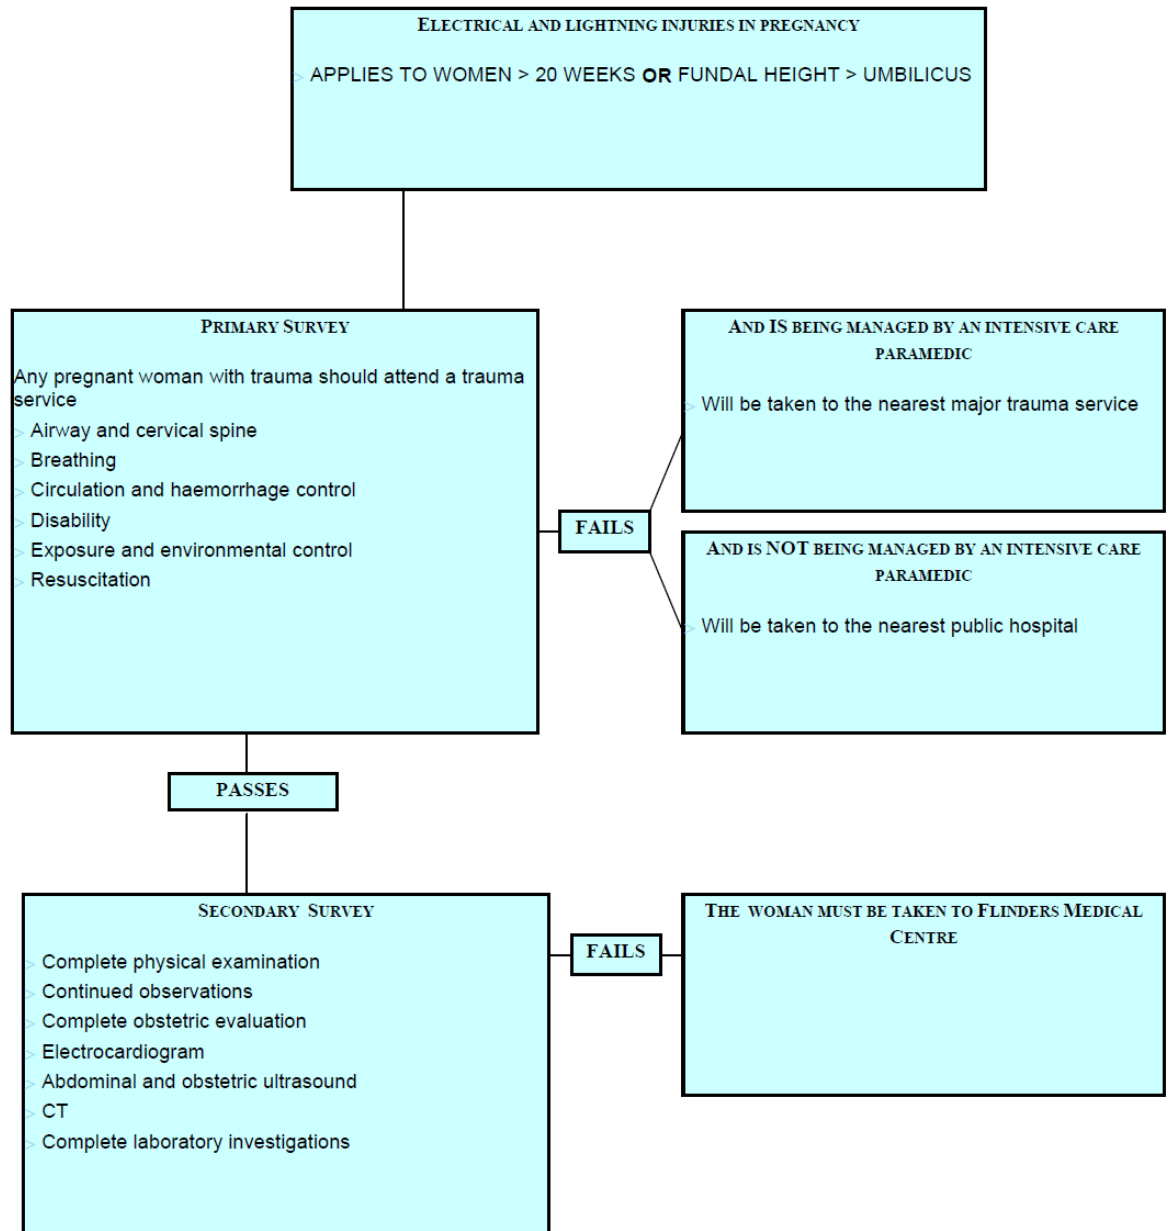 ELECTRICAL AND LIGHTNING INJURIES IN PREGNANCY
> APPLIES TO WOMEN > 20 WEEKS OR FUNDAL HEIGHT > UMBILICUS
PRIMARY SURVEY
Any pregnant woman with trauma should attend a trauma
service
> Airway and cervical spine
> Breathing
> Circulation and haemorrhage control
> Disability
> Exposure and environmental control
> Resuscitation
FAILS
AND IS BEING MANAGED BY AN INTENSIVE CARE
PARAMEDIC
> Will be taken to the nearest major trauma service
AND IS NOT BEING MANAGED BY AN INTENSIVE CARE
PARAMEDIC
> Will be taken to the nearest public hospital
PASSES
SECONDARY SURVEY
> Complete physical examination
> Continued observations
> Complete obstetric evaluation
> Electrocardiogram
> Abdominal and obstetric ultrasound
> CT
> Complete laboratory investigations
FAILS
THE WOMAN MUST BE TAKEN TO FLINDERS MEDICAL
CENTRE